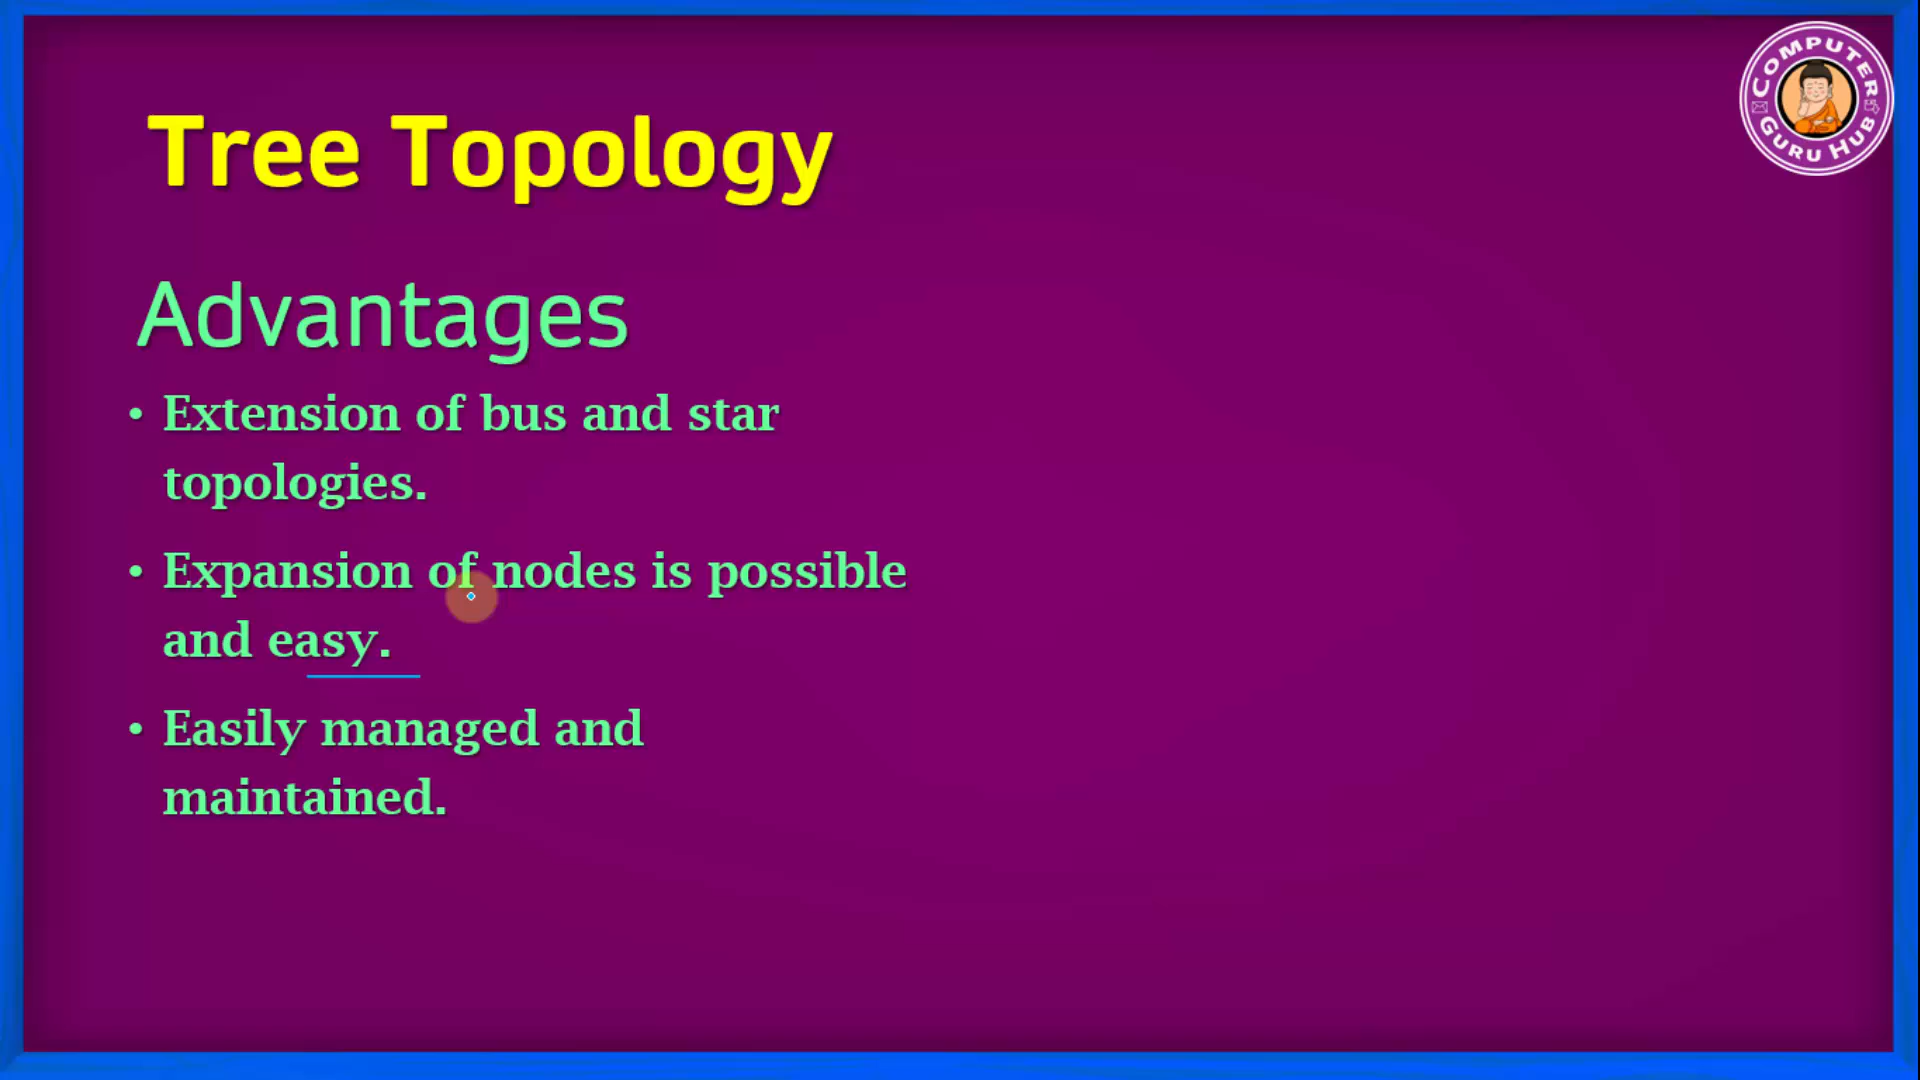 COMPUTER
GURU HUB
Tree Topology
Advantages
• Extension of bus and star
topologies.
• Expansion of nodes is possible
and easy.
• Easily managed and
maintained.